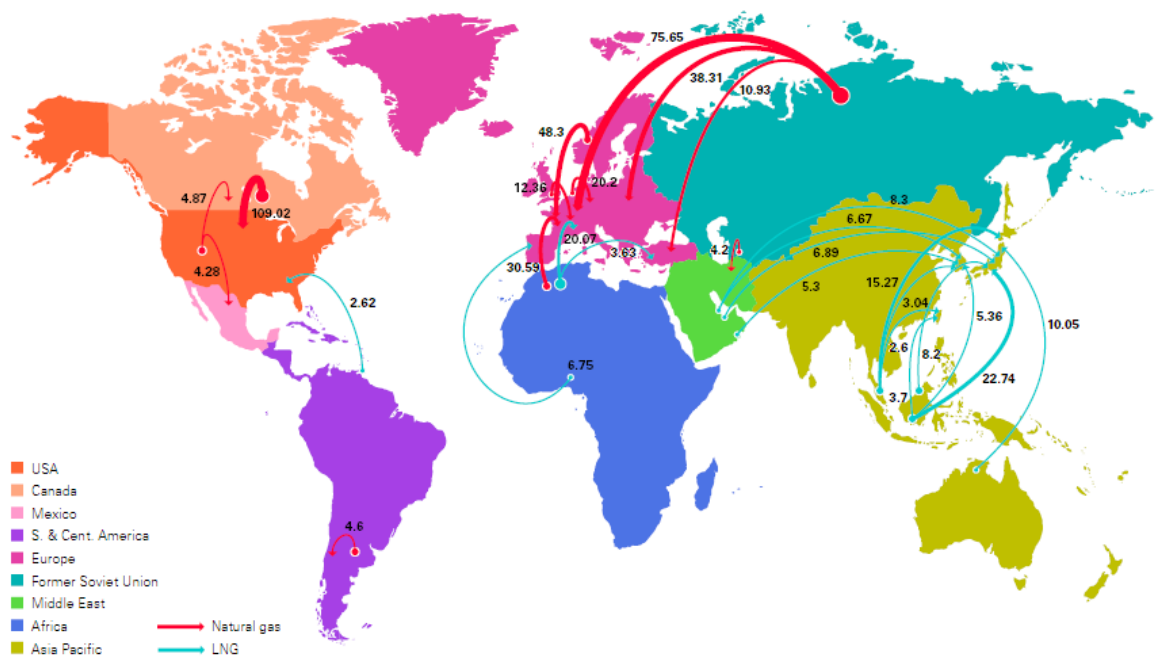 75.65
38.31
10.93
48.3
12.36
20.2
4.87
109.02
8.3
6.67
20.07
3.63
4.2
6.89
30.59
4.28
15.27
5.3
2.62
3.04
5.36
10.05
2.6
8.2
6.75
22.74
3.7
4.6
USA
Canada
Mexico
S. & Cent. America
Europe
Former Soviet Union
Middle East
Africa
Asia Pacific
Natural gas
LNG